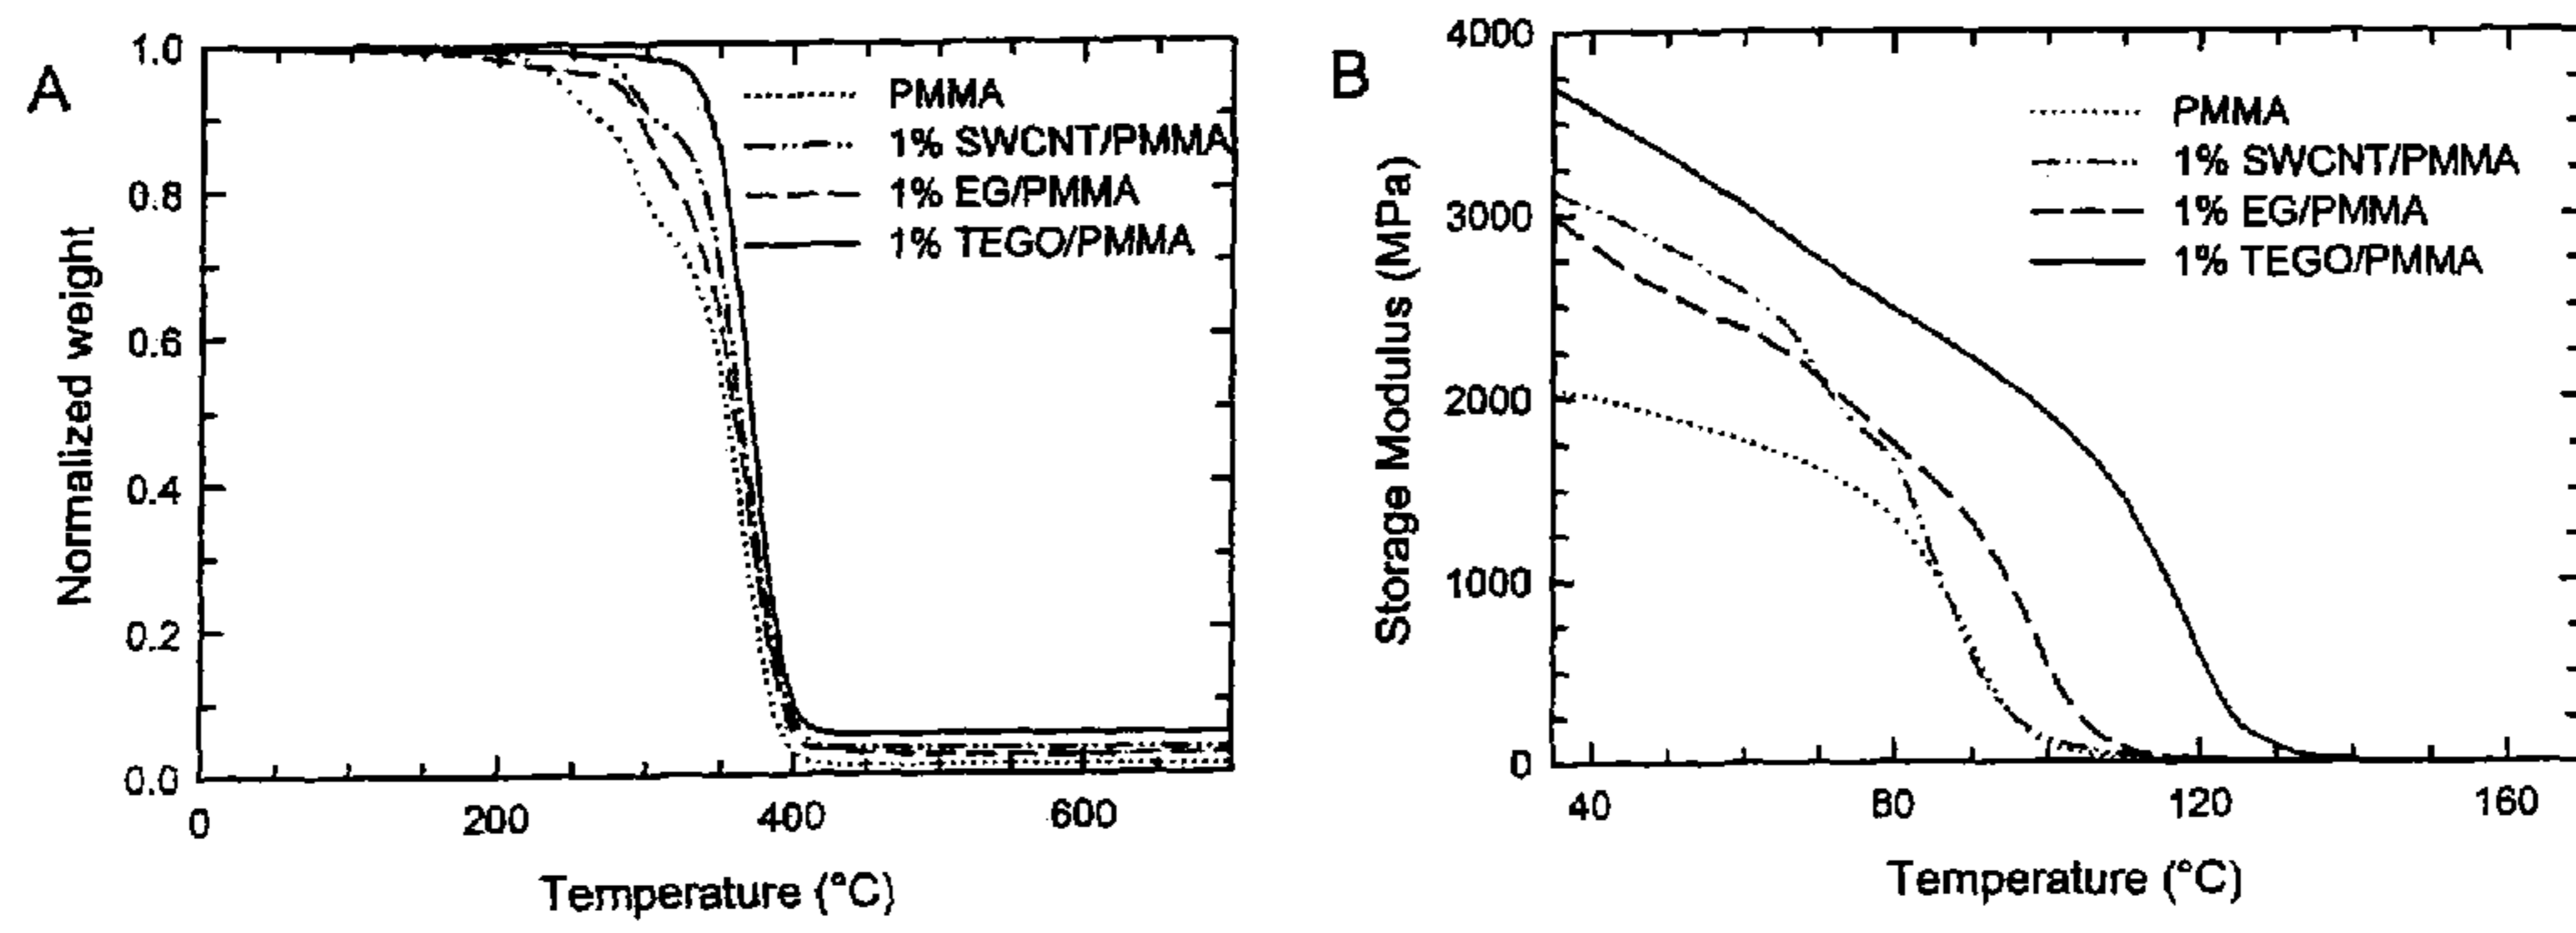 A
1.0
0.8
0.6
0.4
0.2
0.0
Normalized weight
0
200
400
600
Temperature (°C)
PMMA
1% SWCNT/PMMA
1% EG/PMMA
1% TEGO/PMMA
B
4000
3000
2000
1000
0
Storage Modulus (MPa)
40
80
120
160
Temperature (°C)
PMMA
1% SWCNT/PMMA
1% EG/PMMA
1% TEGO/PMMA